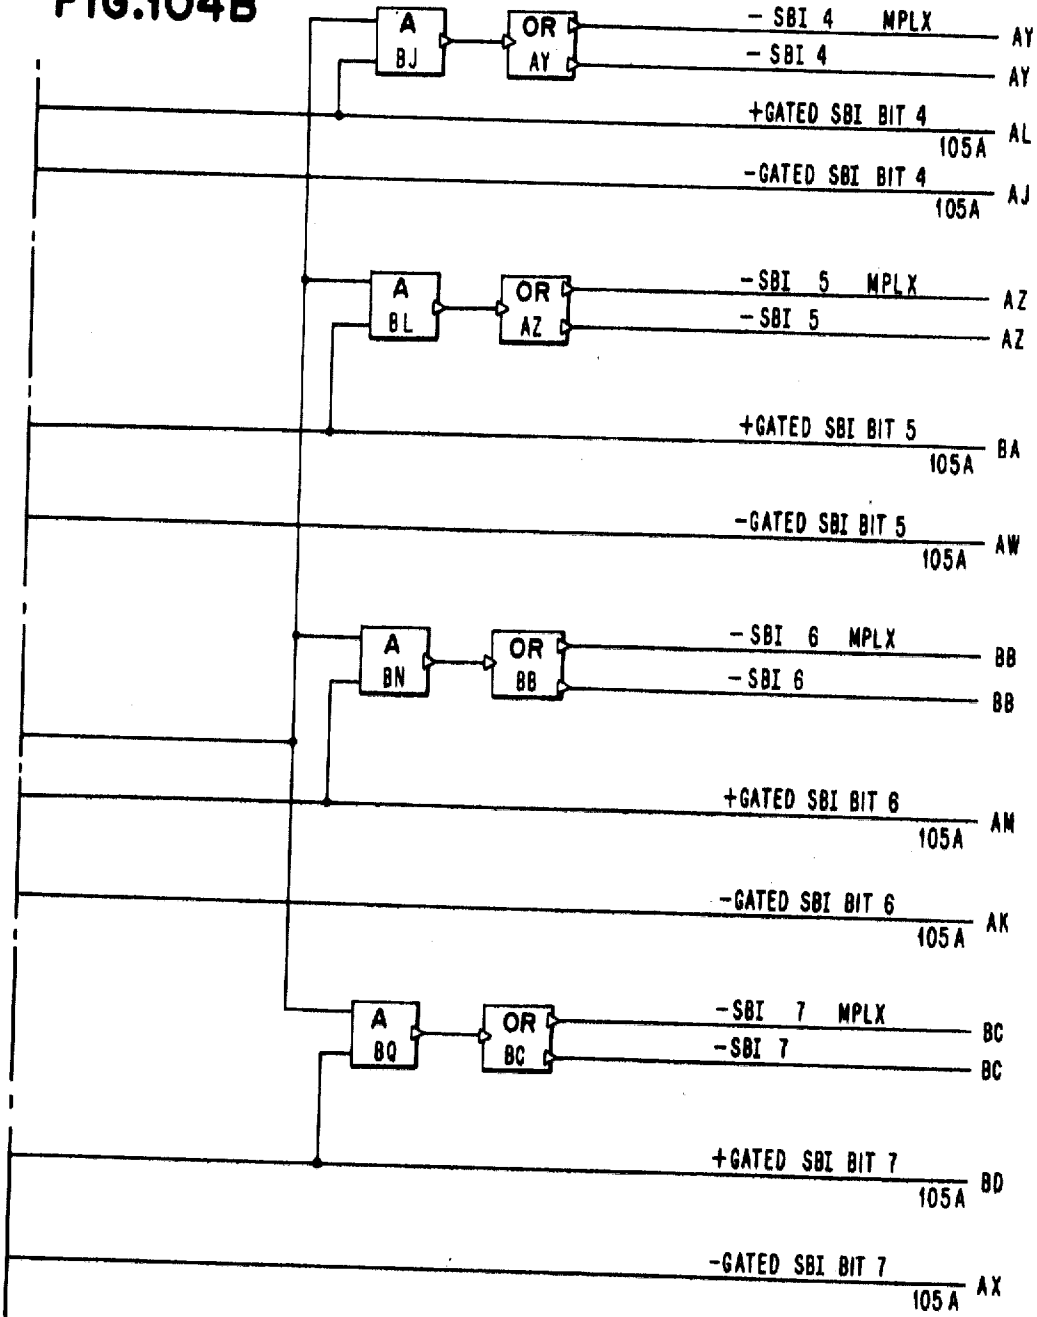 FIG.104B
A
BJ
OR
AY
- SBI 4 MPLX
AY
- SBI 4
AY
+GATED SBI BIT 4
105A
AL
-GATED SBI BIT 4
105A
AJ
A
BL
OR
AZ
-SBI 5 MPLX
AZ
-SBI 5
AZ
+GATED SBI BIT 5
105A
BA
-GATED SBI BIT 5
105A
AW
A
BN
OR
BB
-SBI 6 MPLX
BB
-SBI 6
BB
+GATED SBI BIT 6
105A
AM
-GATED SBI BIT 6
105A
AK
A
BQ
OR
BC
-SBI 7 MPLX
BC
-SBI 7
BC
+GATED SBI BIT 7
105A
BD
-GATED SBI BIT 7
105A
AX